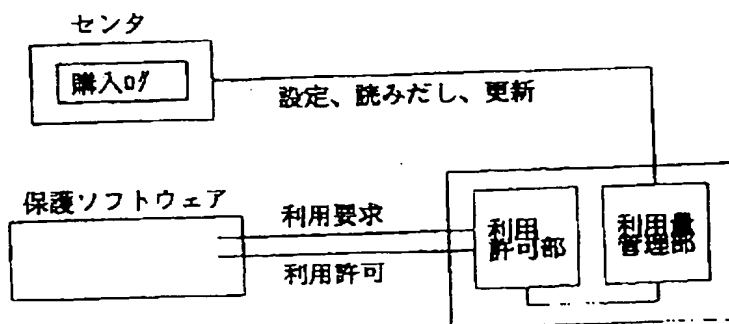 センタ
購入ログ
設定、読みだし、更新
保護ソフトウェア
利用要求
利用許可
利用
許可部
利用量
管理部